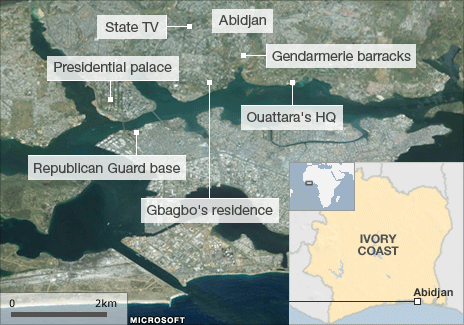 Abidjan
State TV
Gendarmerie barracks
Presidential palace
Ouattara's HQ
Republican Guard base
Gbagbo's residence
IVORY
COAST
Abidjan
0 2km
MICROSOFT